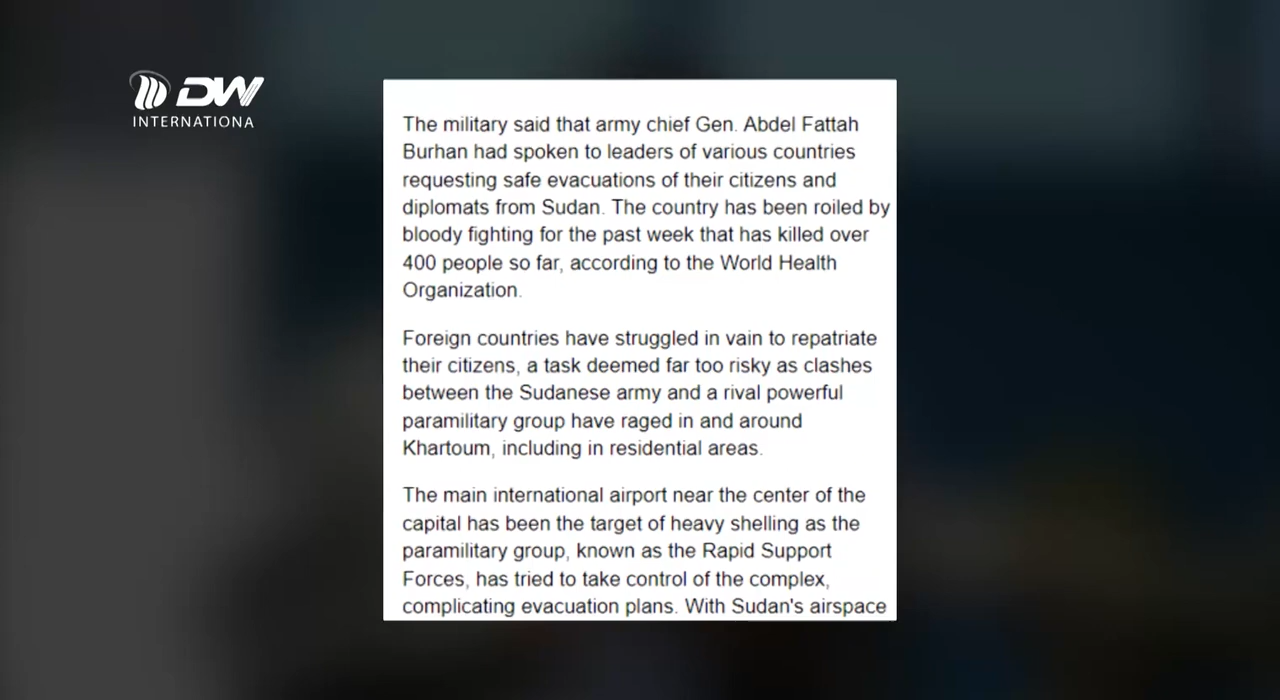 DW
INTERNATIONA
The military said that army chief Gen. Abdel Fattah
Burhan had spoken to leaders of various countries
requesting safe evacuations of their citizens and
diplomats from Sudan. The country has been roiled by
bloody fighting for the past week that has killed over
400 people so far, according to the World Health
Organization.
Foreign countries have struggled in vain to repatriate
their citizens, a task deemed far too risky as clashes
between the Sudanese army and a rival powerful
paramilitary group have raged in and around
Khartoum, including in residential areas.
The main international airport near the center of the
capital has been the target of heavy shelling as the
paramilitary group, known as the Rapid Support
Forces, has tried to take control of the complex,
complicating evacuation plans. With Sudan's airspace